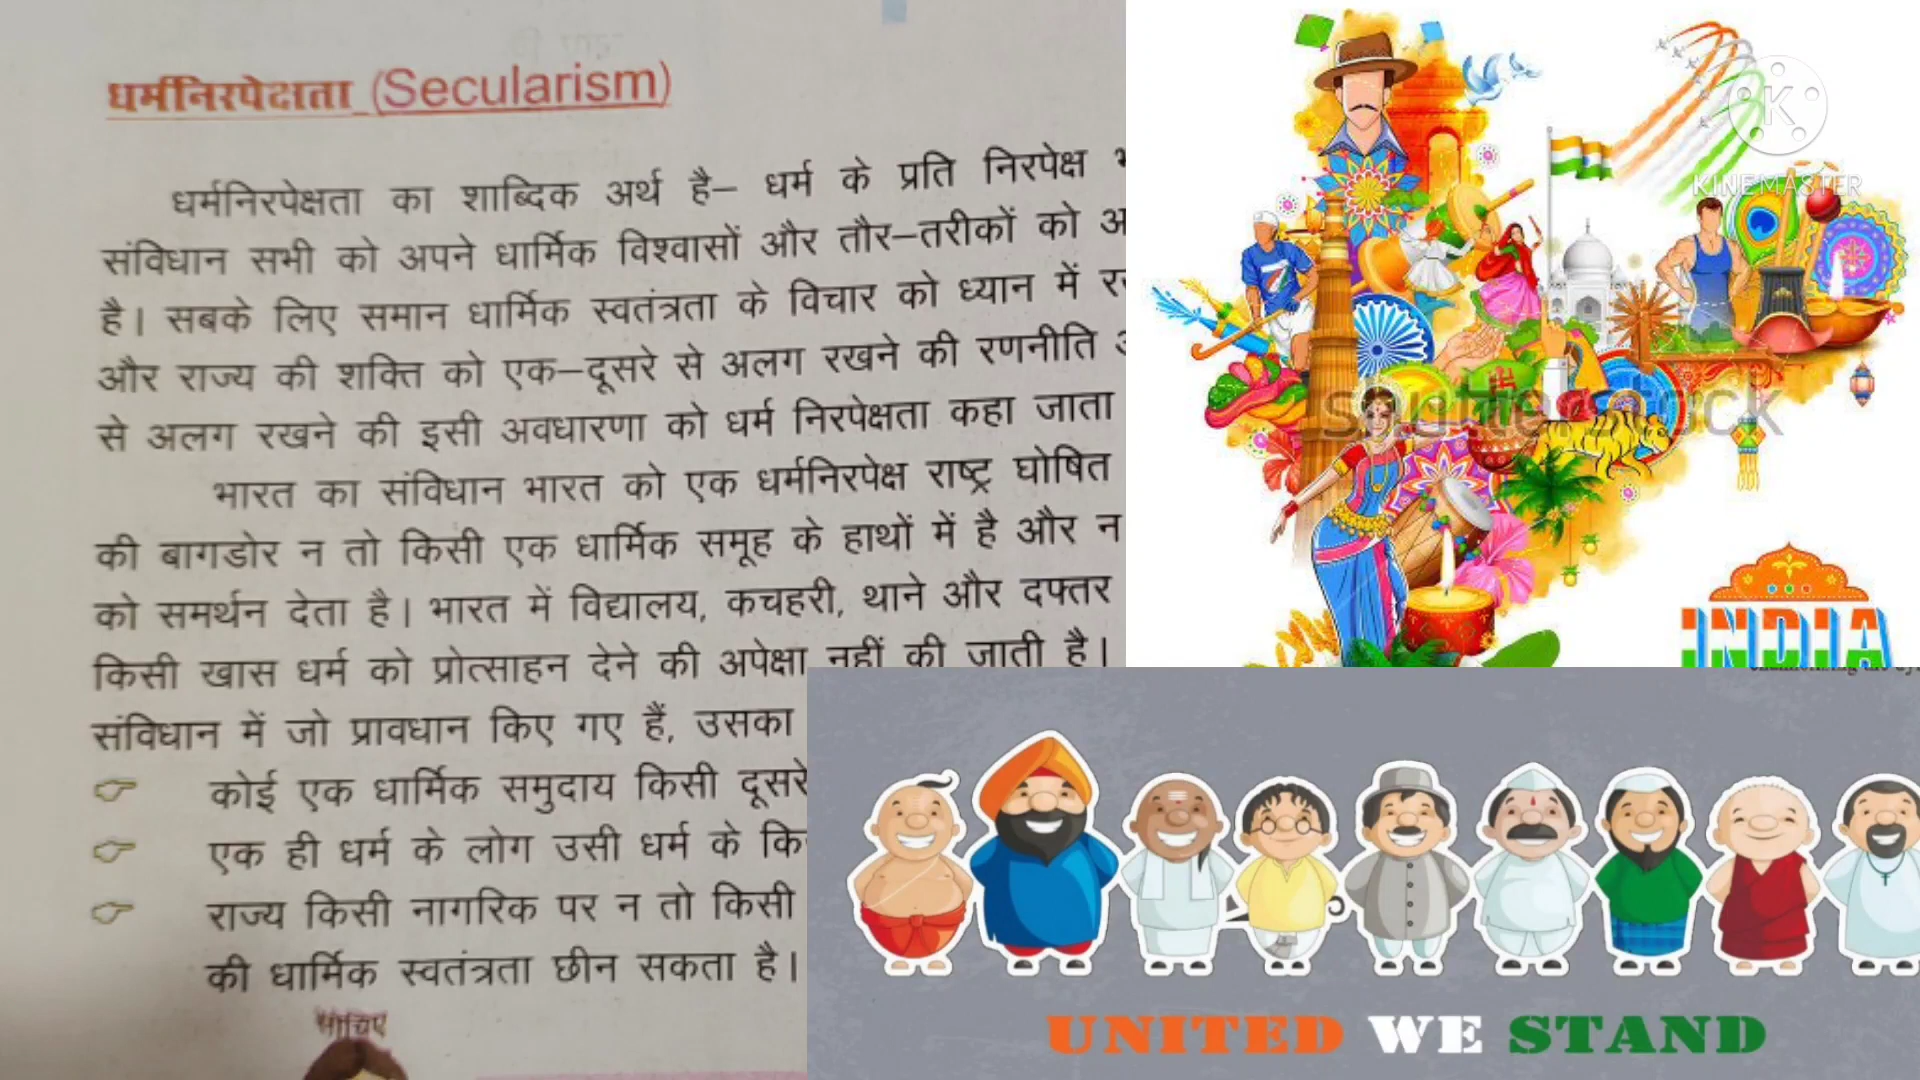 धर्मनिरपेक्षता (Secularism)
धर्मनिरपेक्षता का शाब्दिक अर्थ है– धर्म के प्रति निरपेक्ष
संविधान सभी को अपने धार्मिक विश्वासों और तौर–तरीकों को
है। सबके लिए समान धार्मिक स्वतंत्रता के विचार को ध्यान में
और राज्य की शक्ति को एक–दूसरे से अलग रखने की रणनीति
से अलग रखने की इसी अवधारणा को धर्म निरपेक्षता कहा जाता
भारत का संविधान भारत को एक धर्मनिरपेक्ष राष्ट्र घोषित
की बागडोर न तो किसी एक धार्मिक समूह के हाथों में है और न
को समर्थन देता है। भारत में विद्यालय, कचहरी, थाने और दफ्तर
किसी खास धर्म को प्रोत्साहन देने की अपेक्षा नहीं की जाती है।
संविधान में जो प्रावधान किए गए हैं, उसका
कोई एक धार्मिक समुदाय किसी दूसरे
एक ही धर्म के लोग उसी धर्म के
राज्य किसी नागरिक पर न तो किसी
की धार्मिक स्वतंत्रता छीन सकता है।
सोचिए
K
KINEMASTER
shutterstock
INDIA
UNITED WE STAND